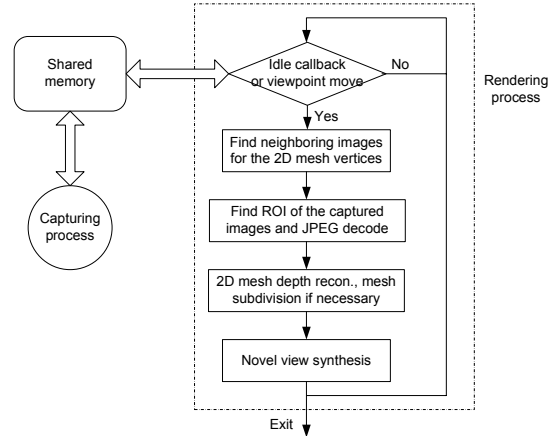 Shared
memory
Capturing
process
Idle callback
or viewpoint move
No
Yes
Find neighboring images
for the 2D mesh vertices
Find ROI of the captured
images and JPEG decode
2D mesh depth recon., mesh
subdivision if necessary
Novel view synthesis
Exit
Rendering
process